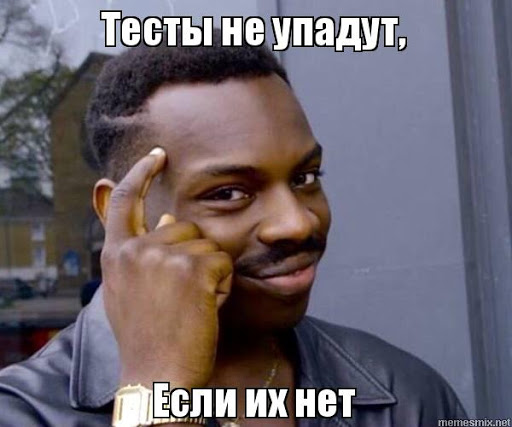 Тесты не упадут,
Если их нет
memesmix.net